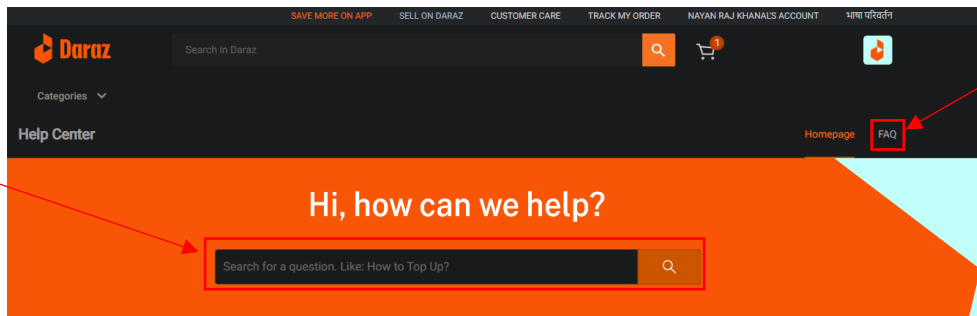 SAVE MORE ON APP SELL ON DARAZ CUSTOMER CARE TRACK MY ORDER NAYAN RAJ KHANAL'S ACCOUNT भाषा परिवर्तन
Daraz Search in Daraz 1
Categories
Help Center Homepage FAQ
Hi, how can we help?
Search for a question. Like: How to Top Up?